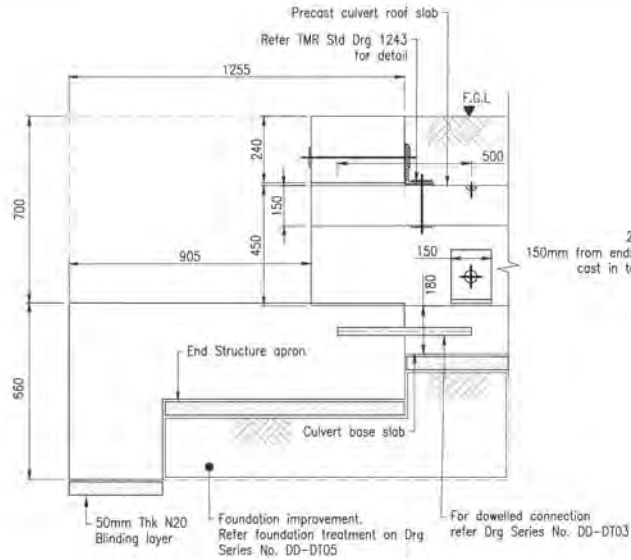 Precast culvert roof slab
Refer TMR Std Drg 1243
for detail
1255
F.G.L
240
500
700
150
450
905
150
180
2
150mm from end
cast in t
End Structure apron
660
Culvert base slab
50mm Thk N20
Blinding layer
Foundation improvement.
Refer foundation treatment on Drg
Series No. DD-DT05
For dowelled connection
refer Drg Series No. DD-DT03